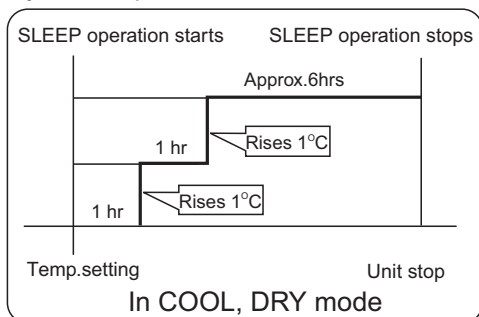 SLEEP operation starts
SLEEP operation stops
Approx.6hrs
1 hr
Rises 1°C
1 hr
Rises 1°C
Temp.setting
Unit stop
In COOL, DRY mode